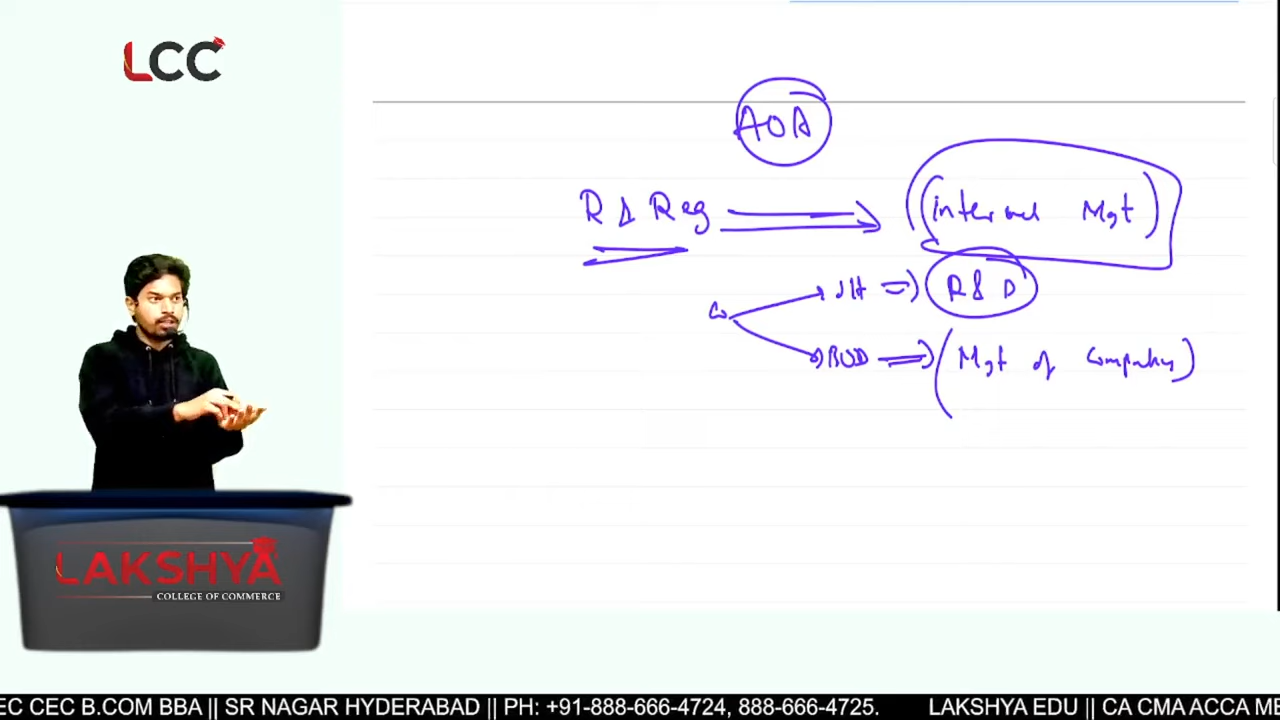 LCC
AOA
R & Reg ⇒ (internal Mgt)
SH ⇒ R & D
Co
BOD ⇒ (Mgt of Company)
LAKSHYA
COLLEGE OF COMMERCE
EC CEC B.COM BBA || SR NAGAR HYDERABAD || PH: +91-888-666-4724, 888-666-4725. LAKSHYA EDU || CA CMA ACCA ME